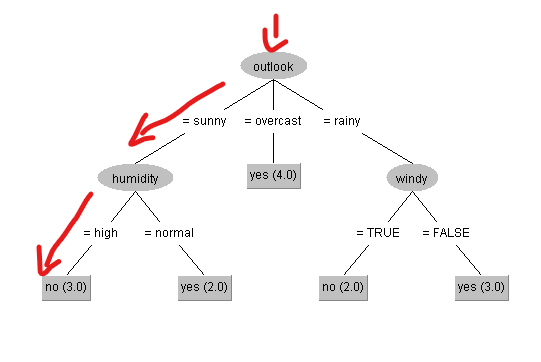 outlook
= sunny
= overcast
= rainy
humidity
yes (4.0)
windy
= high
= normal
= TRUE
= FALSE
no (3.0)
yes (2.0)
no (2.0)
yes (3.0)